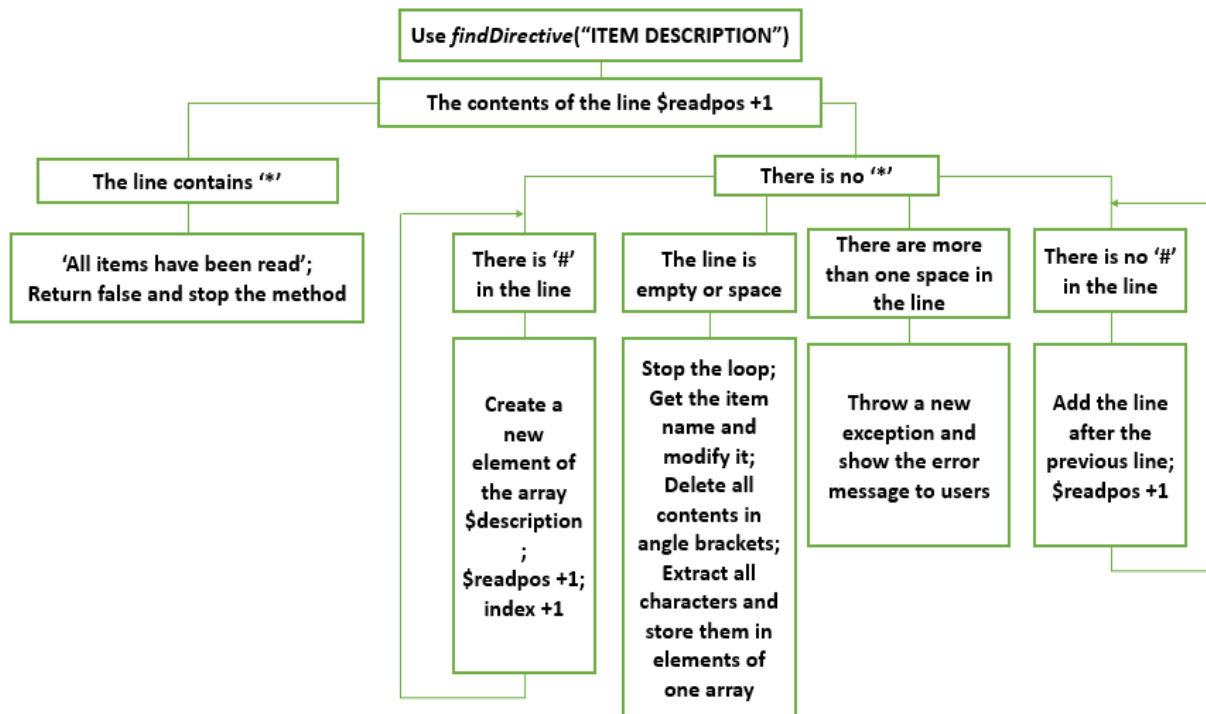 Use findDirective(“ITEM DESCRIPTION”)
The contents of the line $readpos +1
The line contains ‘*’
There is no ‘*’
‘All items have been read’;
Return false and stop the method
There is ‘#’
in the line
The line is
empty or space
There are more
than one space in
the line
There is no ‘#’
in the line
Create a
new
element of
the array
$description
;
$readpos +1;
index +1
Stop the loop;
Get the item
name and
modify it;
Delete all
contents in
angle brackets;
Extract all
characters and
store them in
elements of
one array
Throw a new
exception and
show the error
message to users
Add the line
after the
previous line;
$readpos +1